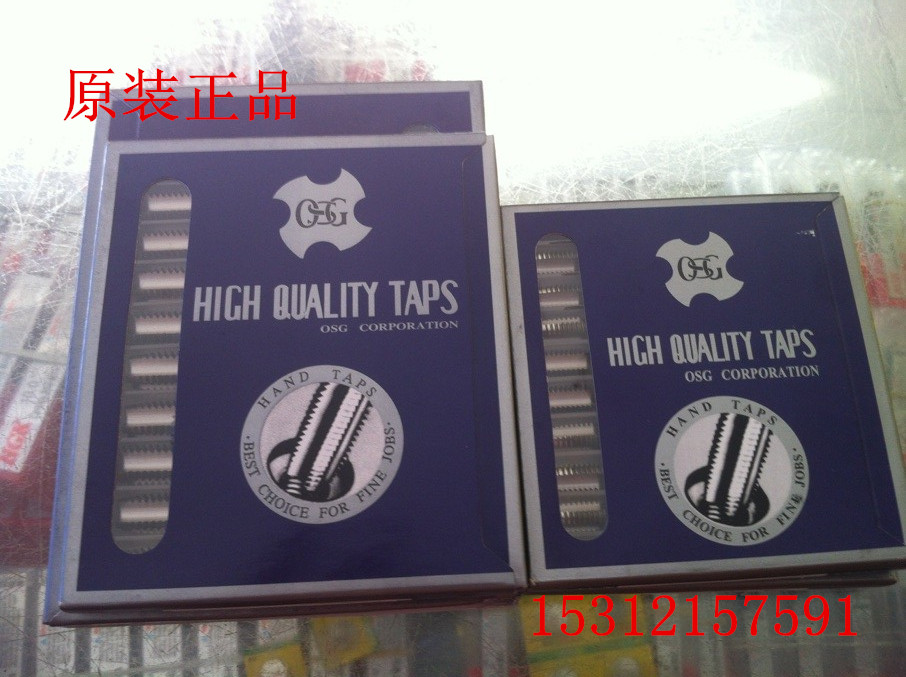 原装正品
OSG
HIGH QUALITY TAPS
OSG CORPORATION
HAND TAPS
·BEST CHOICE FOR FINE JOBS·
OSG
HIGH QUALITY TAPS
OSG CORPORATION
HAND TAPS
·BEST CHOICE FOR FINE JOBS·
15312157591